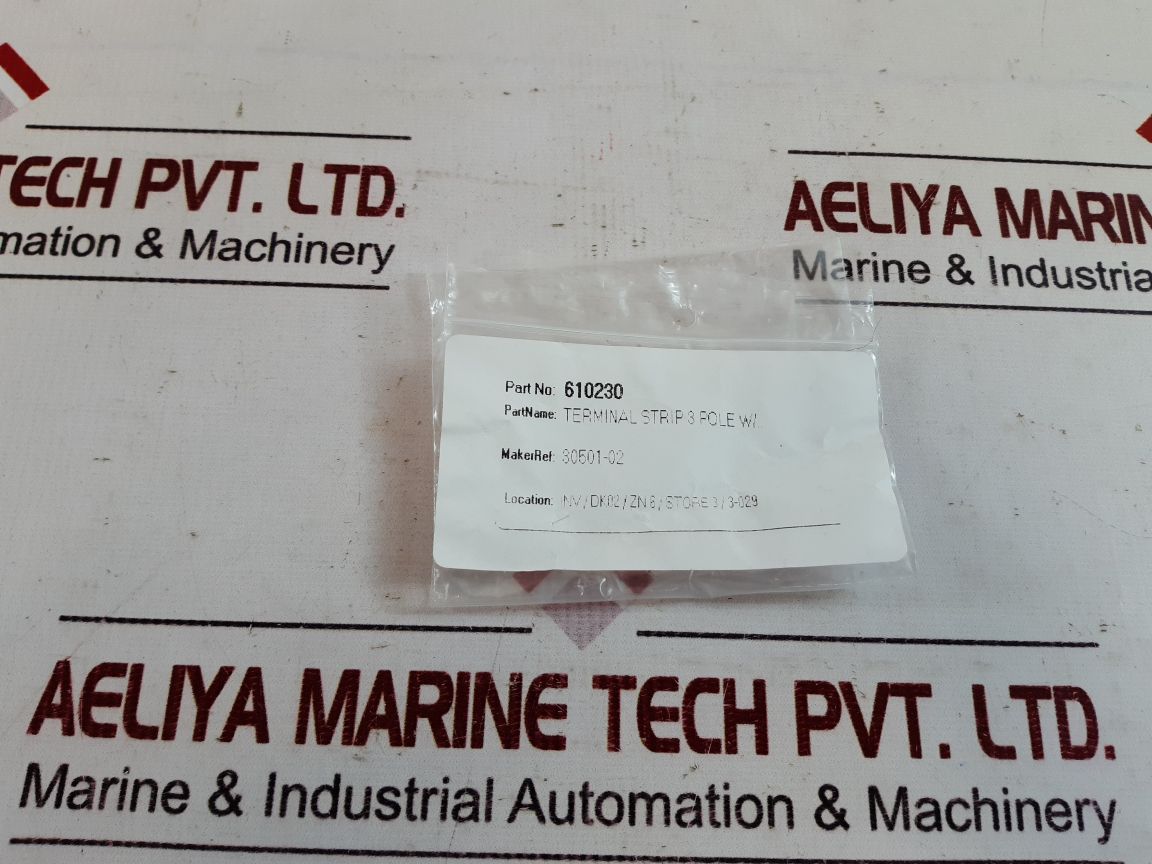 TECH PVT. LTD.
mation & Machinery
AELIYA MARIN
Marine & Industria
Part No: 610230
PartName: TERMINAL STRIP 3 POLE W/
MakerRef: 30501-02
Location: INV / DK02 / ZN 6 / STORE 3 / 3-029
AELIYA MARINE TECH PVT. LTD.
Marine & Industrial Automation & Machinery